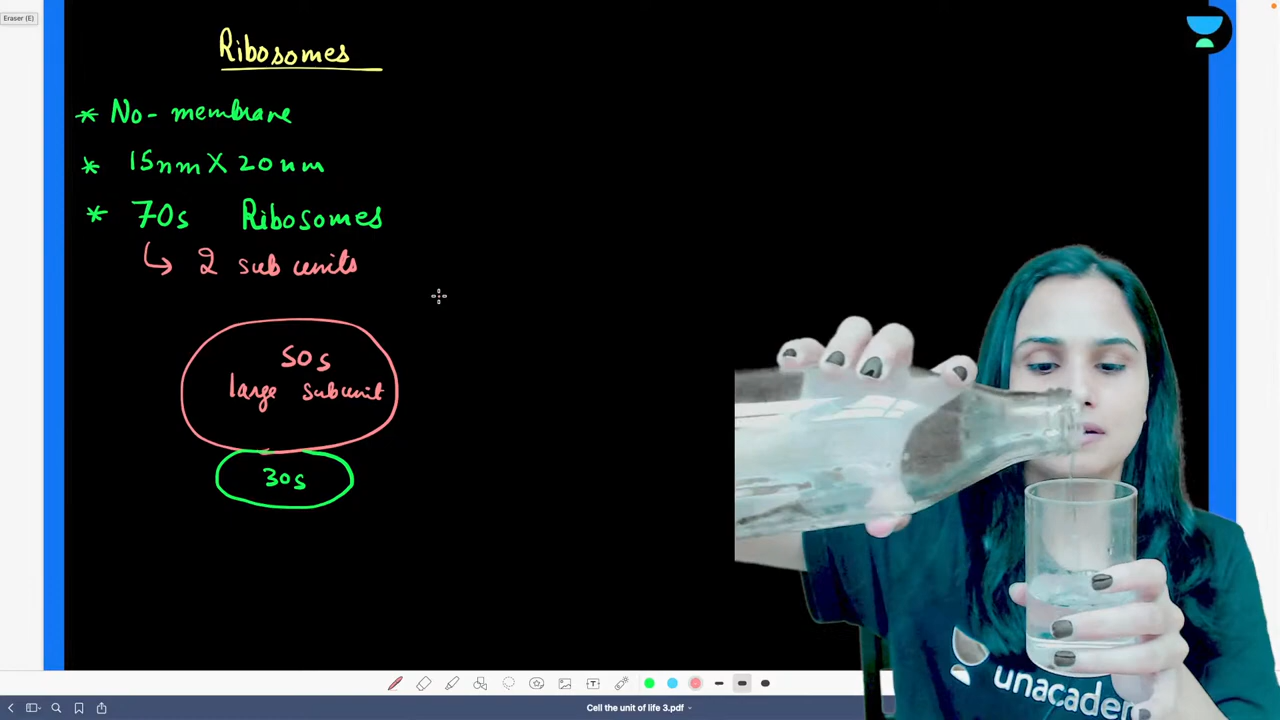 Eraser (E)
Ribosomes
* No- membrane
* 15nm X 20nm
* 70s Ribosomes
↳ 2 sub units
50s
large subunit
30s
unacadem
Cell the unit of life 3.pdf